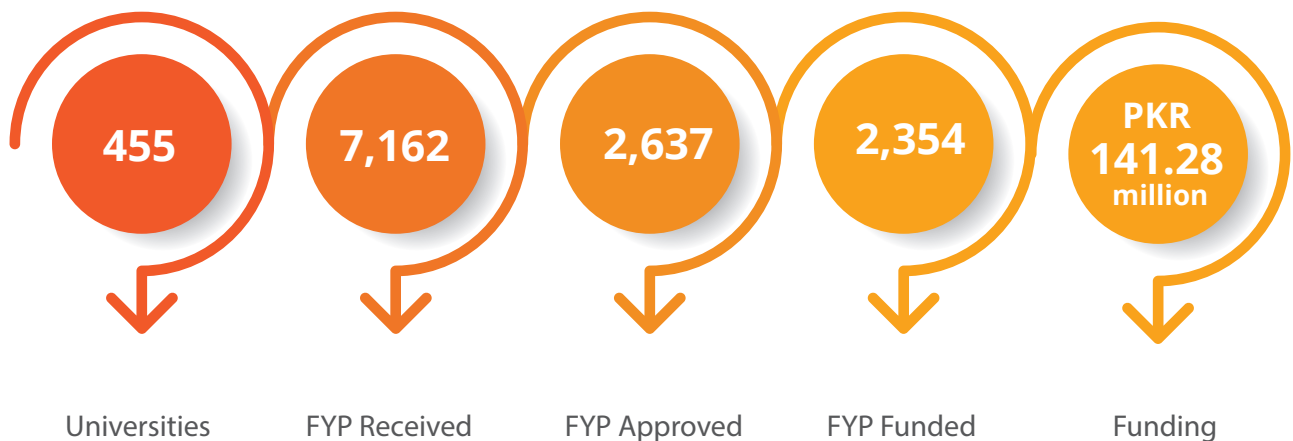 455
7,162
2,637
2,354
PKR
141.28
million
Universities
FYP Received
FYP Approved
FYP Funded
Funding